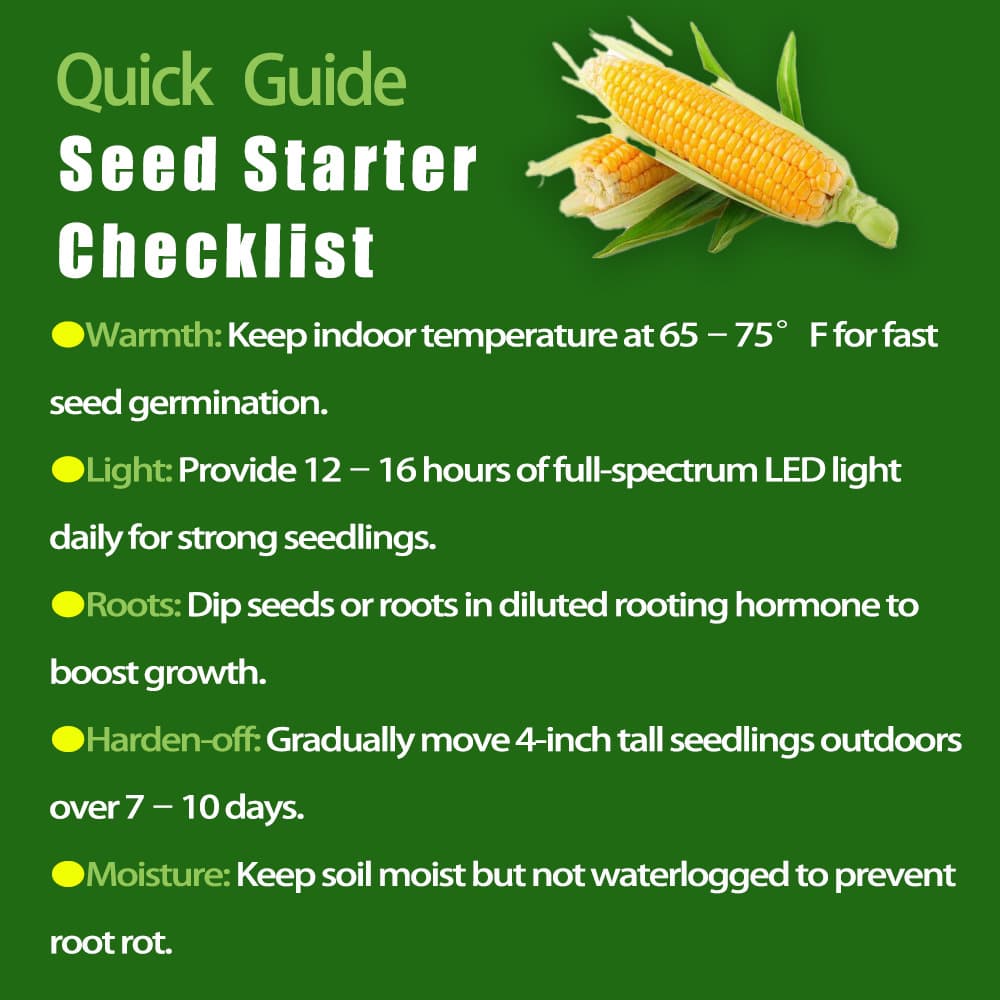 Quick Guide
Seed Starter
Checklist
Warmth: Keep indoor temperature at 65 – 75° F for fast
seed germination.
Light: Provide 12 – 16 hours of full-spectrum LED light
daily for strong seedlings.
Roots: Dip seeds or roots in diluted rooting hormone to
boost growth.
Harden-off: Gradually move 4-inch tall seedlings outdoors
over 7 – 10 days.
Moisture: Keep soil moist but not waterlogged to prevent
root rot.